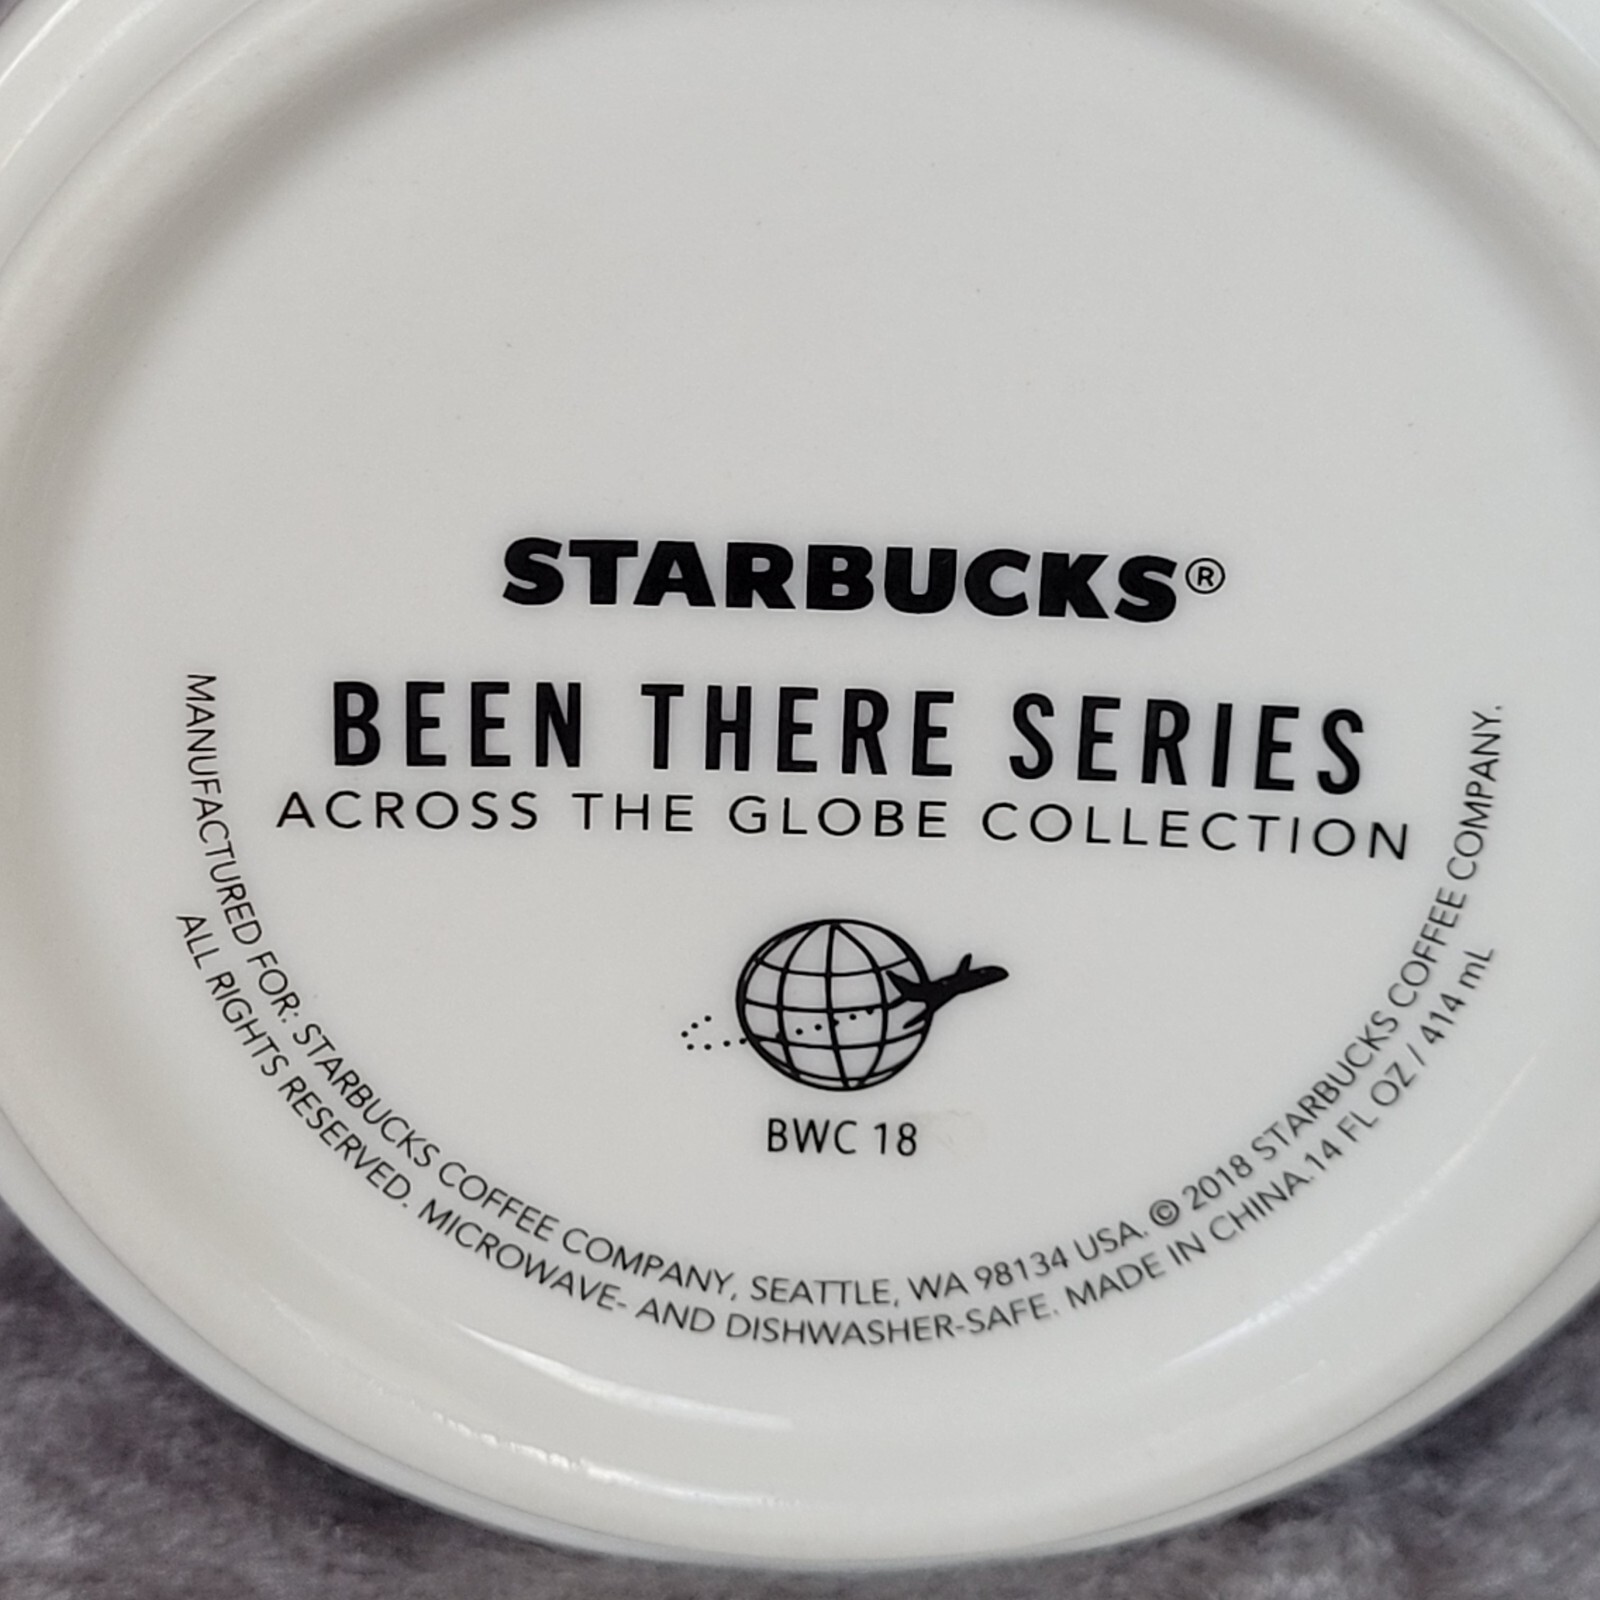 STARBUCKS®
BEEN THERE SERIES
ACROSS THE GLOBE COLLECTION
BWC 18
MANUFACTURED FOR: STARBUCKS COFFEE COMPANY, SEATTLE, WA 98134 USA. © 2018 STARBUCKS COFFEE COMPANY.
ALL RIGHTS RESERVED. MICROWAVE- AND DISHWASHER-SAFE. MADE IN CHINA. 14 FL OZ / 414 mL